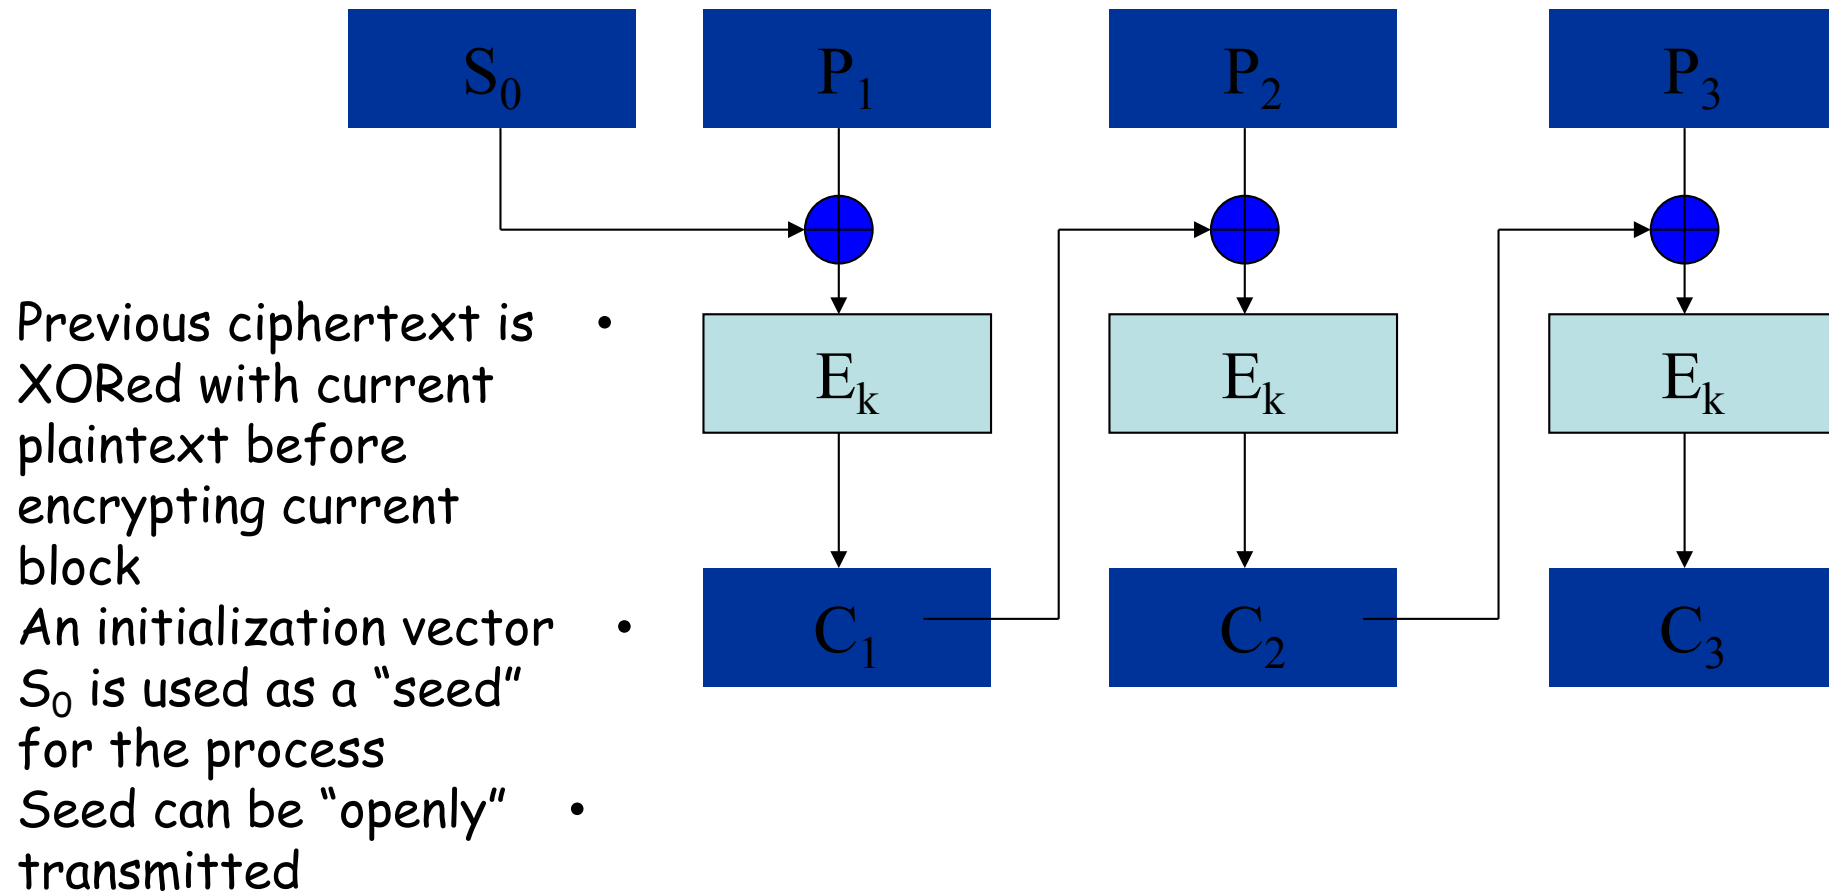 S₀ P₁ P₂ P₃
Previous ciphertext is •
XORed with current
plaintext before
encrypting current
block
An initialization vector •
S₀ is used as a “seed”
for the process
Seed can be “openly” •
transmitted
Eₖ Eₖ Eₖ
C₁ C₂ C₃